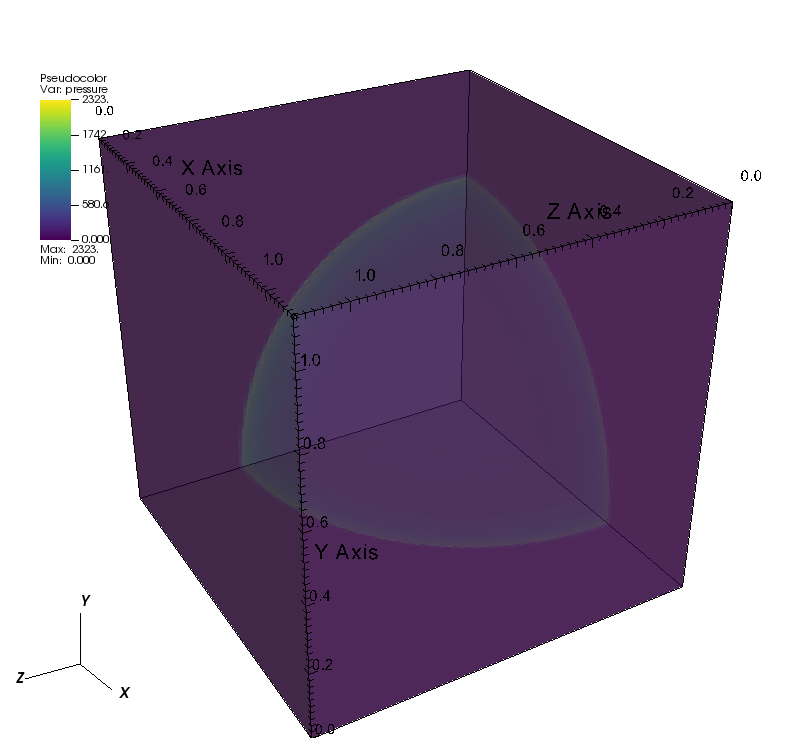 Pseudocolor
Var: pressure
2323.
1742.
1161.
580.6
0.000
Max: 2323.
Min: 0.000
0.0
0.2
0.4
X Axis
0.6
0.8
1.0
0.0
0.2
0.4
Z Axis
0.6
0.8
1.0
1.0
0.8
0.6
Y Axis
0.4
0.2
0.0
Y
Z
X